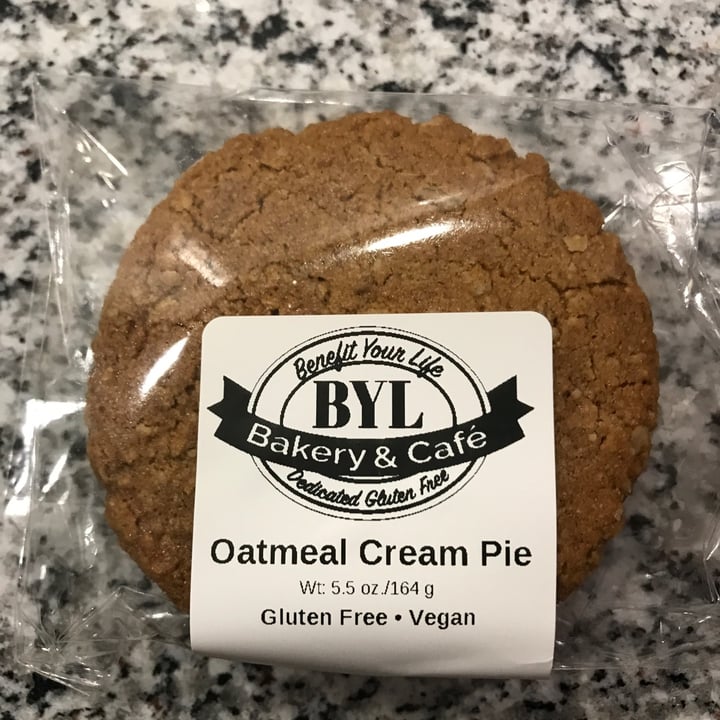 Benefit Your Life
BYL
Bakery & Café
Dedicated Gluten Free
Oatmeal Cream Pie
Wt: 5.5 oz./164 g
Gluten Free • Vegan